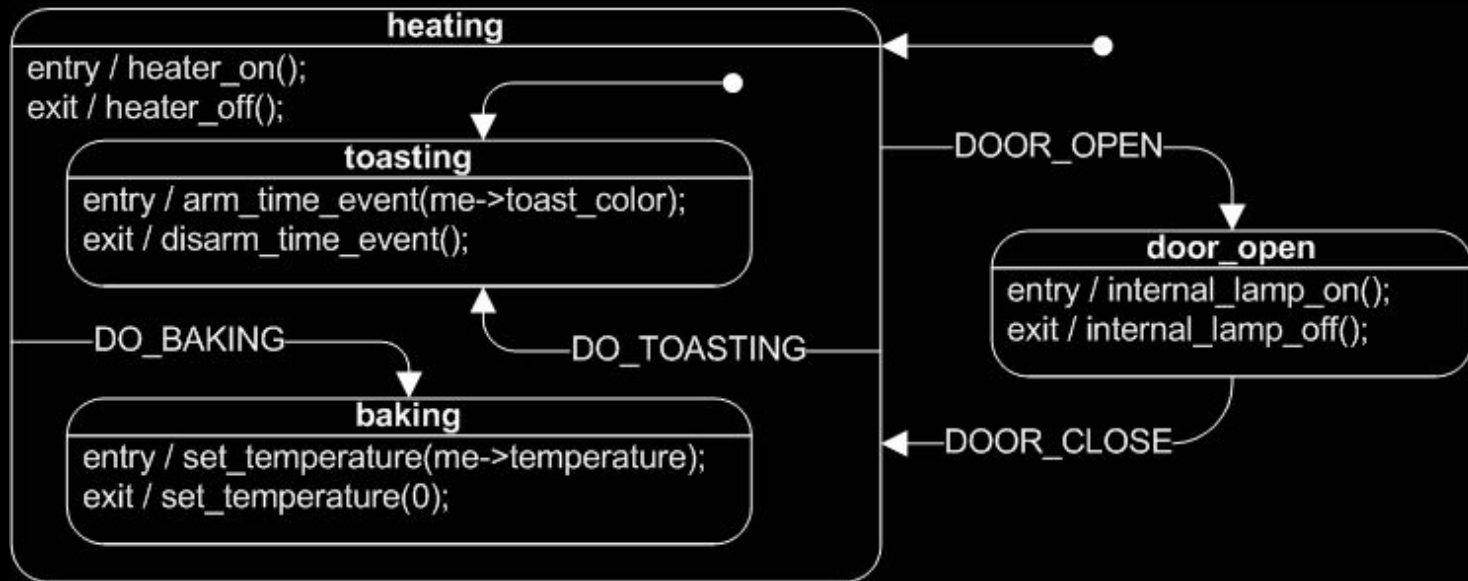 heating
entry / heater_on();
exit / heater_off();
toasting
entry / arm_time_event(me->toast_color);
exit / disarm_time_event();
DO_BAKING
DO_TOASTING
baking
entry / set_temperature(me->temperature);
exit / set_temperature(0);
DOOR_OPEN
door_open
entry / internal_lamp_on();
exit / internal_lamp_off();
DOOR_CLOSE